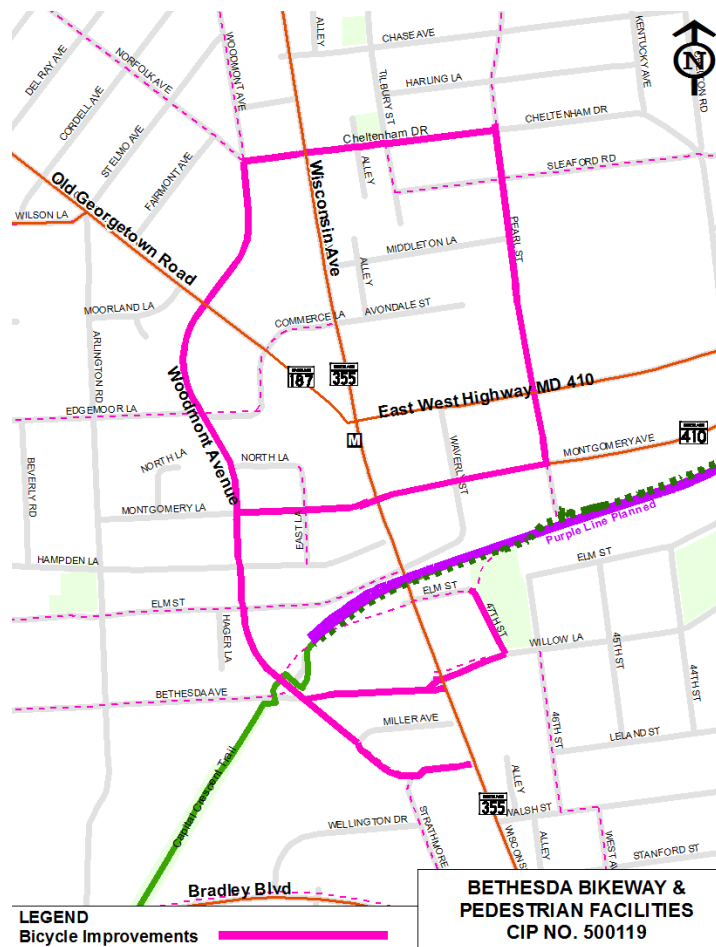 CHASE AVE
ALLEY
WOODMONT AVE
NORFOLK AVE
DEL RAY AVE
CORDELL AVE
ST ELMO AVE
FAIRMONT AVE
TILBURY ST
HARLING LA
KENTUCKY AVE
N
CHELTENHAM DR
Cheltenham DR
SLEAFORD RD
ALLEY
Old Georgetown Road
WILSON LA
Wisconsin Ave
PEARL ST
MIDDLETON LA
ALLEY
MOORLAND LA
COMMERCE LA
AVONDALE ST
ARLINGTON RD
187
355
Woodmont Avenue
East West Highway MD 410
EDGEMOOR LA
M
410
MONTGOMERY AVE
WAVERLY ST
BEVERLY RD
NORTH LA
NORTH LA
MONTGOMERY LA
EAST LA
Purple Line Planned
HAMPDEN LA
ELM ST
ELM ST
ELM ST
47TH ST
HAGER LA
WILLOW LA
45TH ST
44TH ST
BETHESDA AVE
46TH ST
MILLER AVE
LELAND ST
Capital Crescent Trail
ALLEY
355
WALSH ST
WELLINGTON DR
STRATHMORE
ALLEY
STANFORD ST
Bradley Blvd
LEGEND
Bicycle Improvements
BETHESDA BIKEWAY &
PEDESTRIAN FACILITIES
CIP NO. 500119